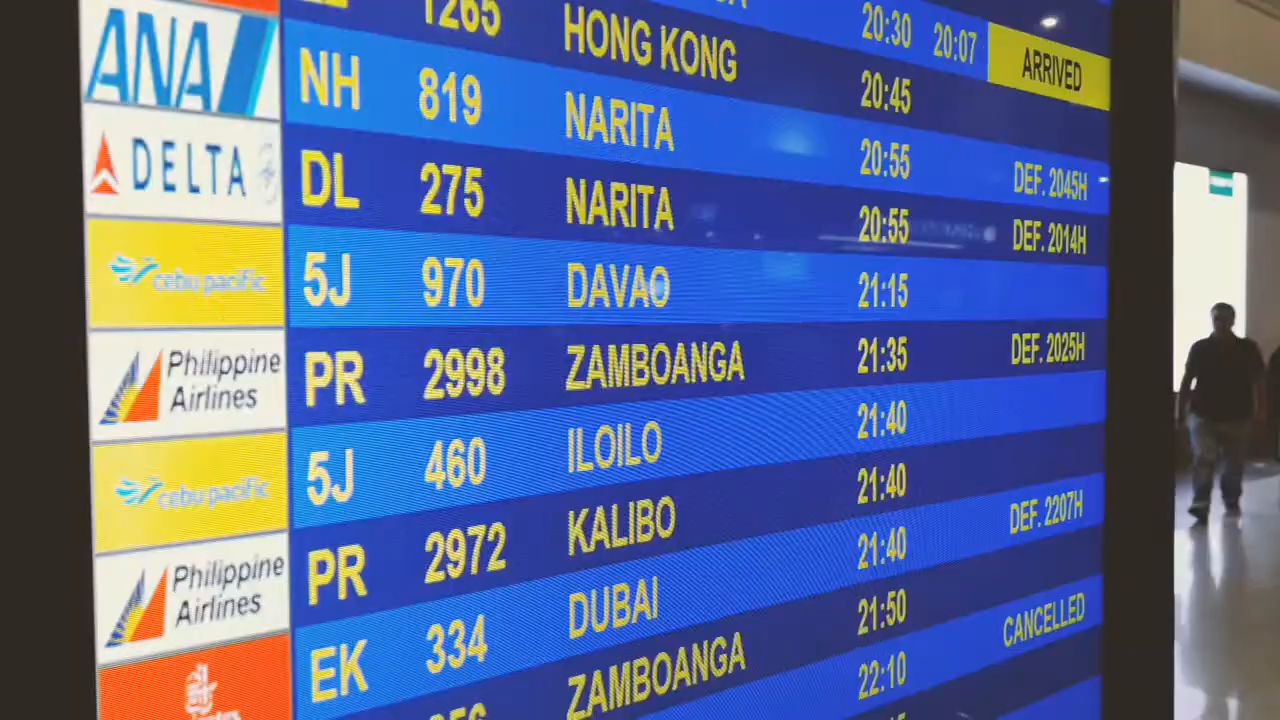 20:30 20:07 ARRIVED
1265 HONG KONG 20:45
ANA NH 819 NARITA 20:55 DEF. 2045H
DELTA DL 275 NARITA 20:55 DEF. 2014H
cebu pacific 5J 970 DAVAO 21:15
Philippine Airlines PR 2998 ZAMBOANGA 21:35 DEF. 2025H
cebu pacific 5J 460 ILOILO 21:40
Philippine Airlines PR 2972 KALIBO 21:40
EK 334 DUBAI 21:40 DEF. 2207H
ZAMBOANGA 21:50
22:10 CANCELLED